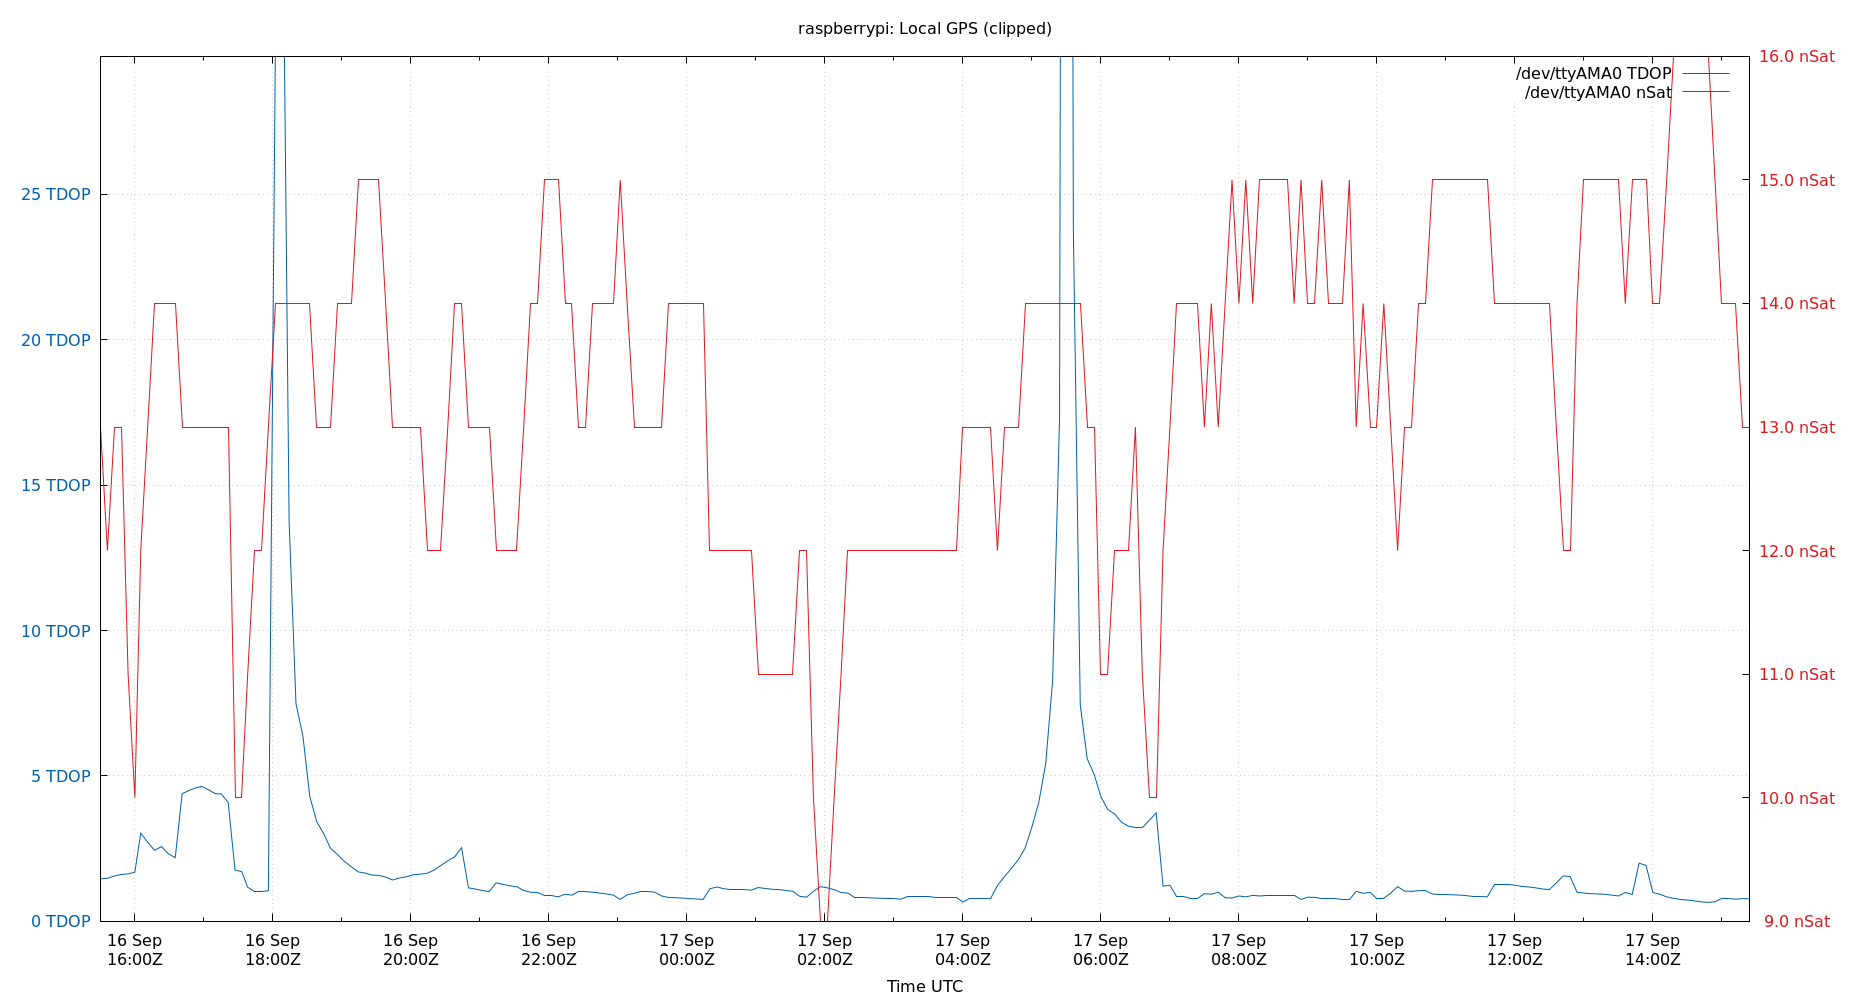 raspberrypi: Local GPS (clipped)
16.0 nSat
/dev/ttyAMA0 TDOP
/dev/ttyAMA0 nSat
25 TDOP
15.0 nSat
14.0 nSat
20 TDOP
13.0 nSat
15 TDOP
12.0 nSat
10 TDOP
11.0 nSat
5 TDOP
10.0 nSat
0 TDOP
9.0 nSat
16 Sep 16 Sep 16 Sep 16 Sep 17 Sep 17 Sep 17 Sep 17 Sep 17 Sep 17 Sep 17 Sep 17 Sep
16:00Z 18:00Z 20:00Z 22:00Z 00:00Z 02:00Z 04:00Z 06:00Z 08:00Z 10:00Z 12:00Z 14:00Z
Time UTC